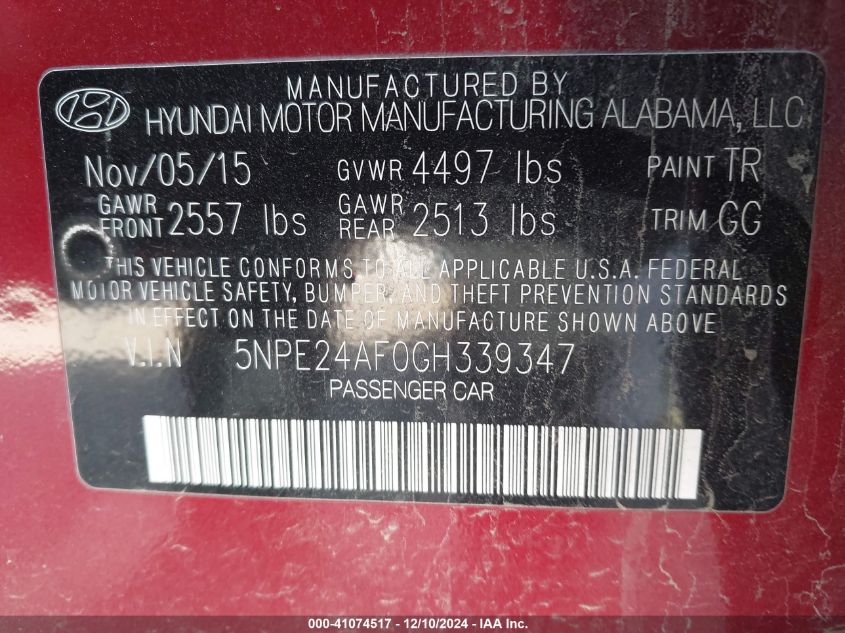 MANUFACTURED BY
HYUNDAI MOTOR MANUFACTURING ALABAMA, LLC
Nov/05/15 GVWR 4497 lbs PAINT TR
GAWR FRONT 2557 lbs GAWR REAR 2513 lbs TRIM GG
THIS VEHICLE CONFORMS TO ALL APPLICABLE U.S.A. FEDERAL
MOTOR VEHICLE SAFETY, BUMPER, AND THEFT PREVENTION STANDARDS
IN EFFECT ON THE DATE OF MANUFACTURE SHOWN ABOVE
V.I.N 5NPE24AF0GH339347
PASSENGER CAR
000-41074517 - 12/10/2024 - IAA Inc.